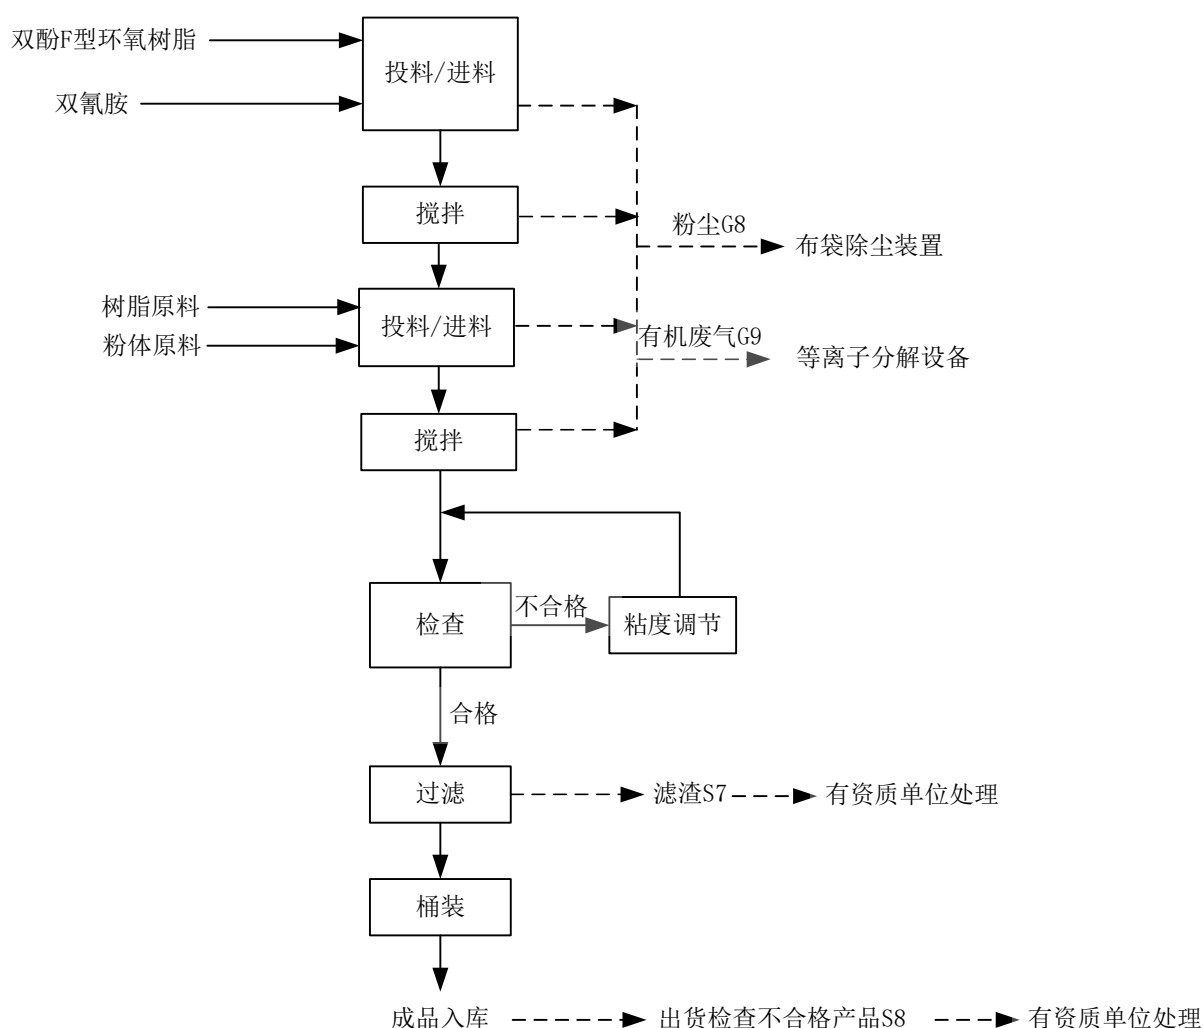 双酚F型环氧树脂
投料/进料
双氰胺
搅拌
粉尘G8
布袋除尘装置
树脂原料
投料/进料
粉体原料
有机废气G9
等离子分解设备
搅拌
检查
不合格
粘度调节
合格
过滤
滤渣S7
有资质单位处理
桶装
成品入库
出货检查不合格产品S8
有资质单位处理